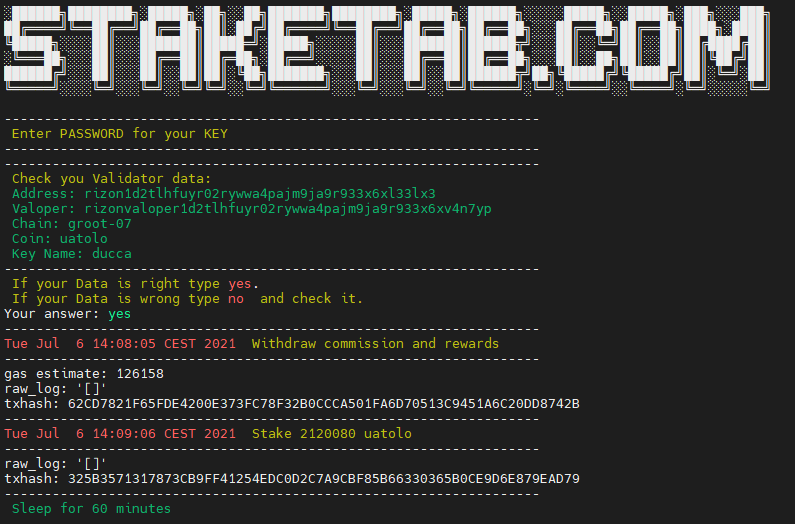 STAKETAB.COM
---------------------------------------------------------------
Enter PASSWORD for your KEY
---------------------------------------------------------------
---------------------------------------------------------------
Check you Validator data:
Address: rizon1d2tlhfuyr02rywwa4pajm9ja9r933x6xl33lx3
Valoper: rizonvaloper1d2tlhfuyr02rywwa4pajm9ja9r933x6xv4n7yp
Chain: groot-07
Coin: uatolo
Key Name: ducca
---------------------------------------------------------------
If your Data is right type yes.
If your Data is wrong type no  and check it.
Your answer: yes
---------------------------------------------------------------
Tue Jul  6 14:08:05 CEST 2021  Withdraw commission and rewards
---------------------------------------------------------------
gas estimate: 126158
raw_log: '[]'
txhash: 62CD7821F65FDE4200E373FC78F32B0CCCA501FA6D70513C9451A6C20DD8742B
---------------------------------------------------------------
Tue Jul  6 14:09:06 CEST 2021  Stake 2120080 uatolo
---------------------------------------------------------------
raw_log: '[]'
txhash: 325B3571317873CB9FF41254EDC0D2C7A9CBF85B66330365B0CE9D6E879EAD79
---------------------------------------------------------------
Sleep for 60 minutes